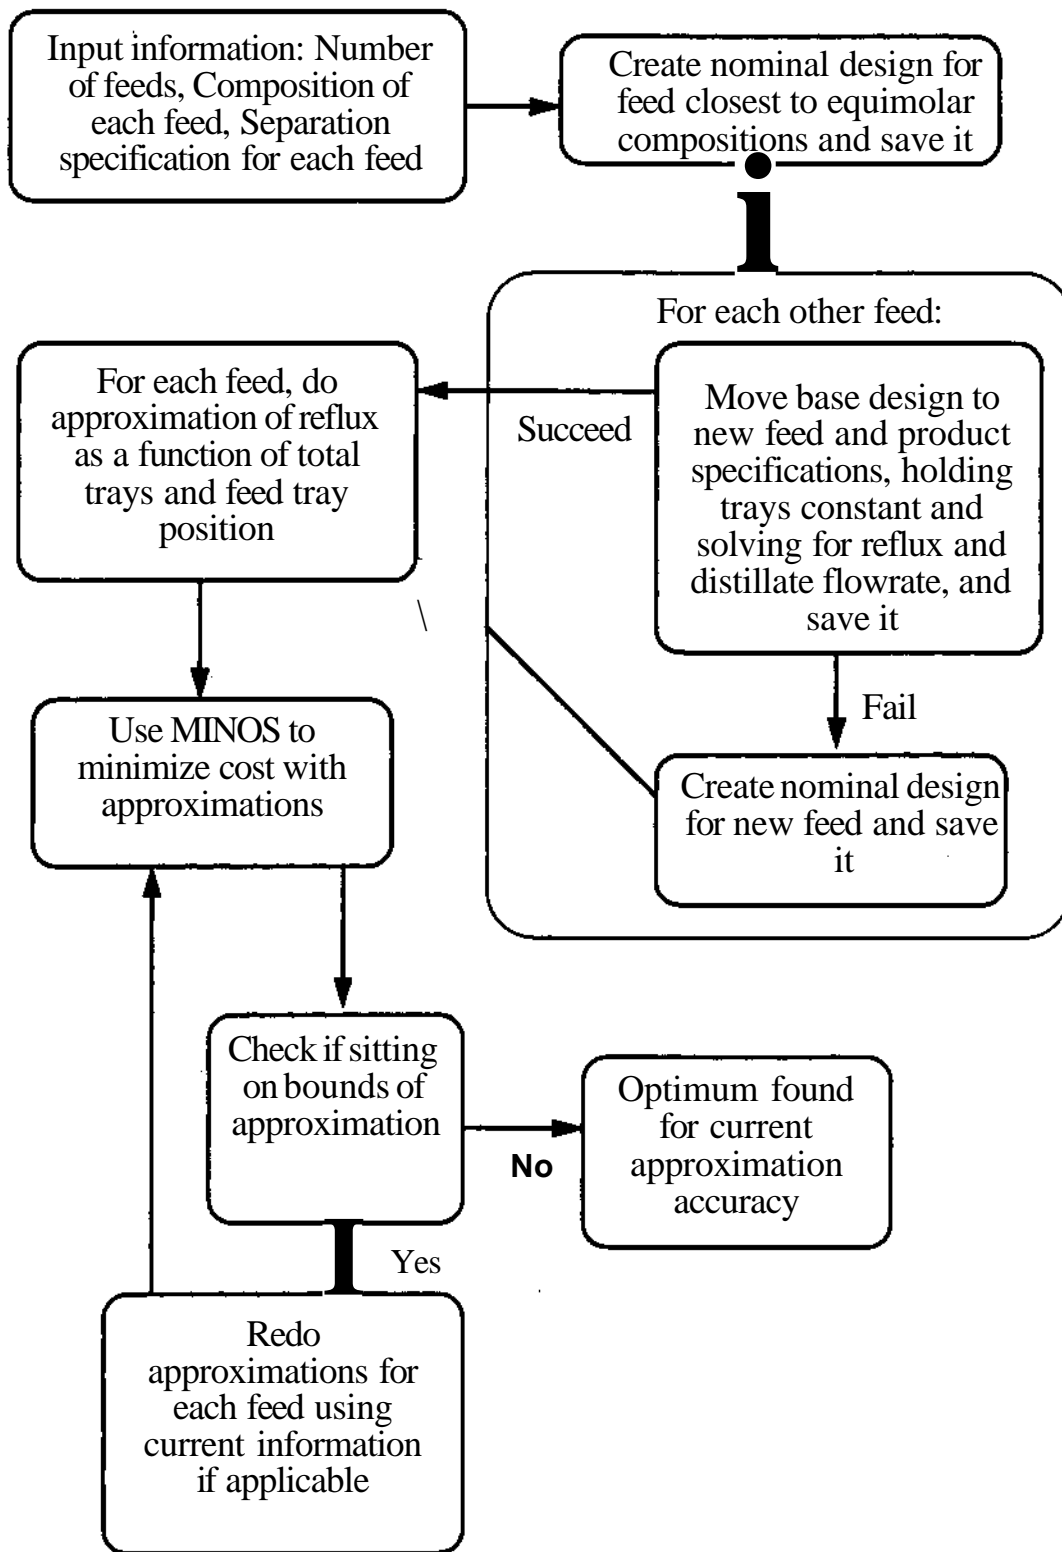 Input information: Number
of feeds, Composition of
each feed, Separation
specification for each feed
Create nominal design for
feed closest to equimolar
compositions and save it
For each other feed:
Move base design to
new feed and product
specifications, holding
trays constant and
solving for reflux and
distillate flowrate, and
save it
Succeed
Fail
Create nominal design
for new feed and save
it
For each feed, do
approximation of reflux
as a function of total
trays and feed tray
position
Use MINOS to
minimize cost with
approximations
Check if sitting
on bounds of
approximation
No
Optimum found
for current
approximation
accuracy
Yes
Redo
approximations for
each feed using
current information
if applicable